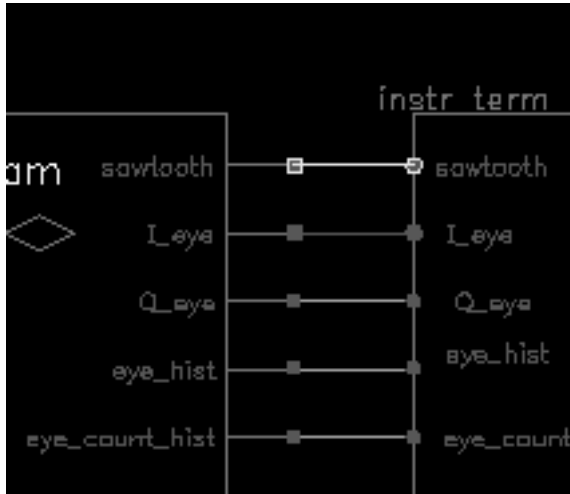 instr term
am
sawtooth sawtooth
I_eye I_eye
Q_eye Q_eye
eye_hist eye_hist
eye_count_hist eye_count